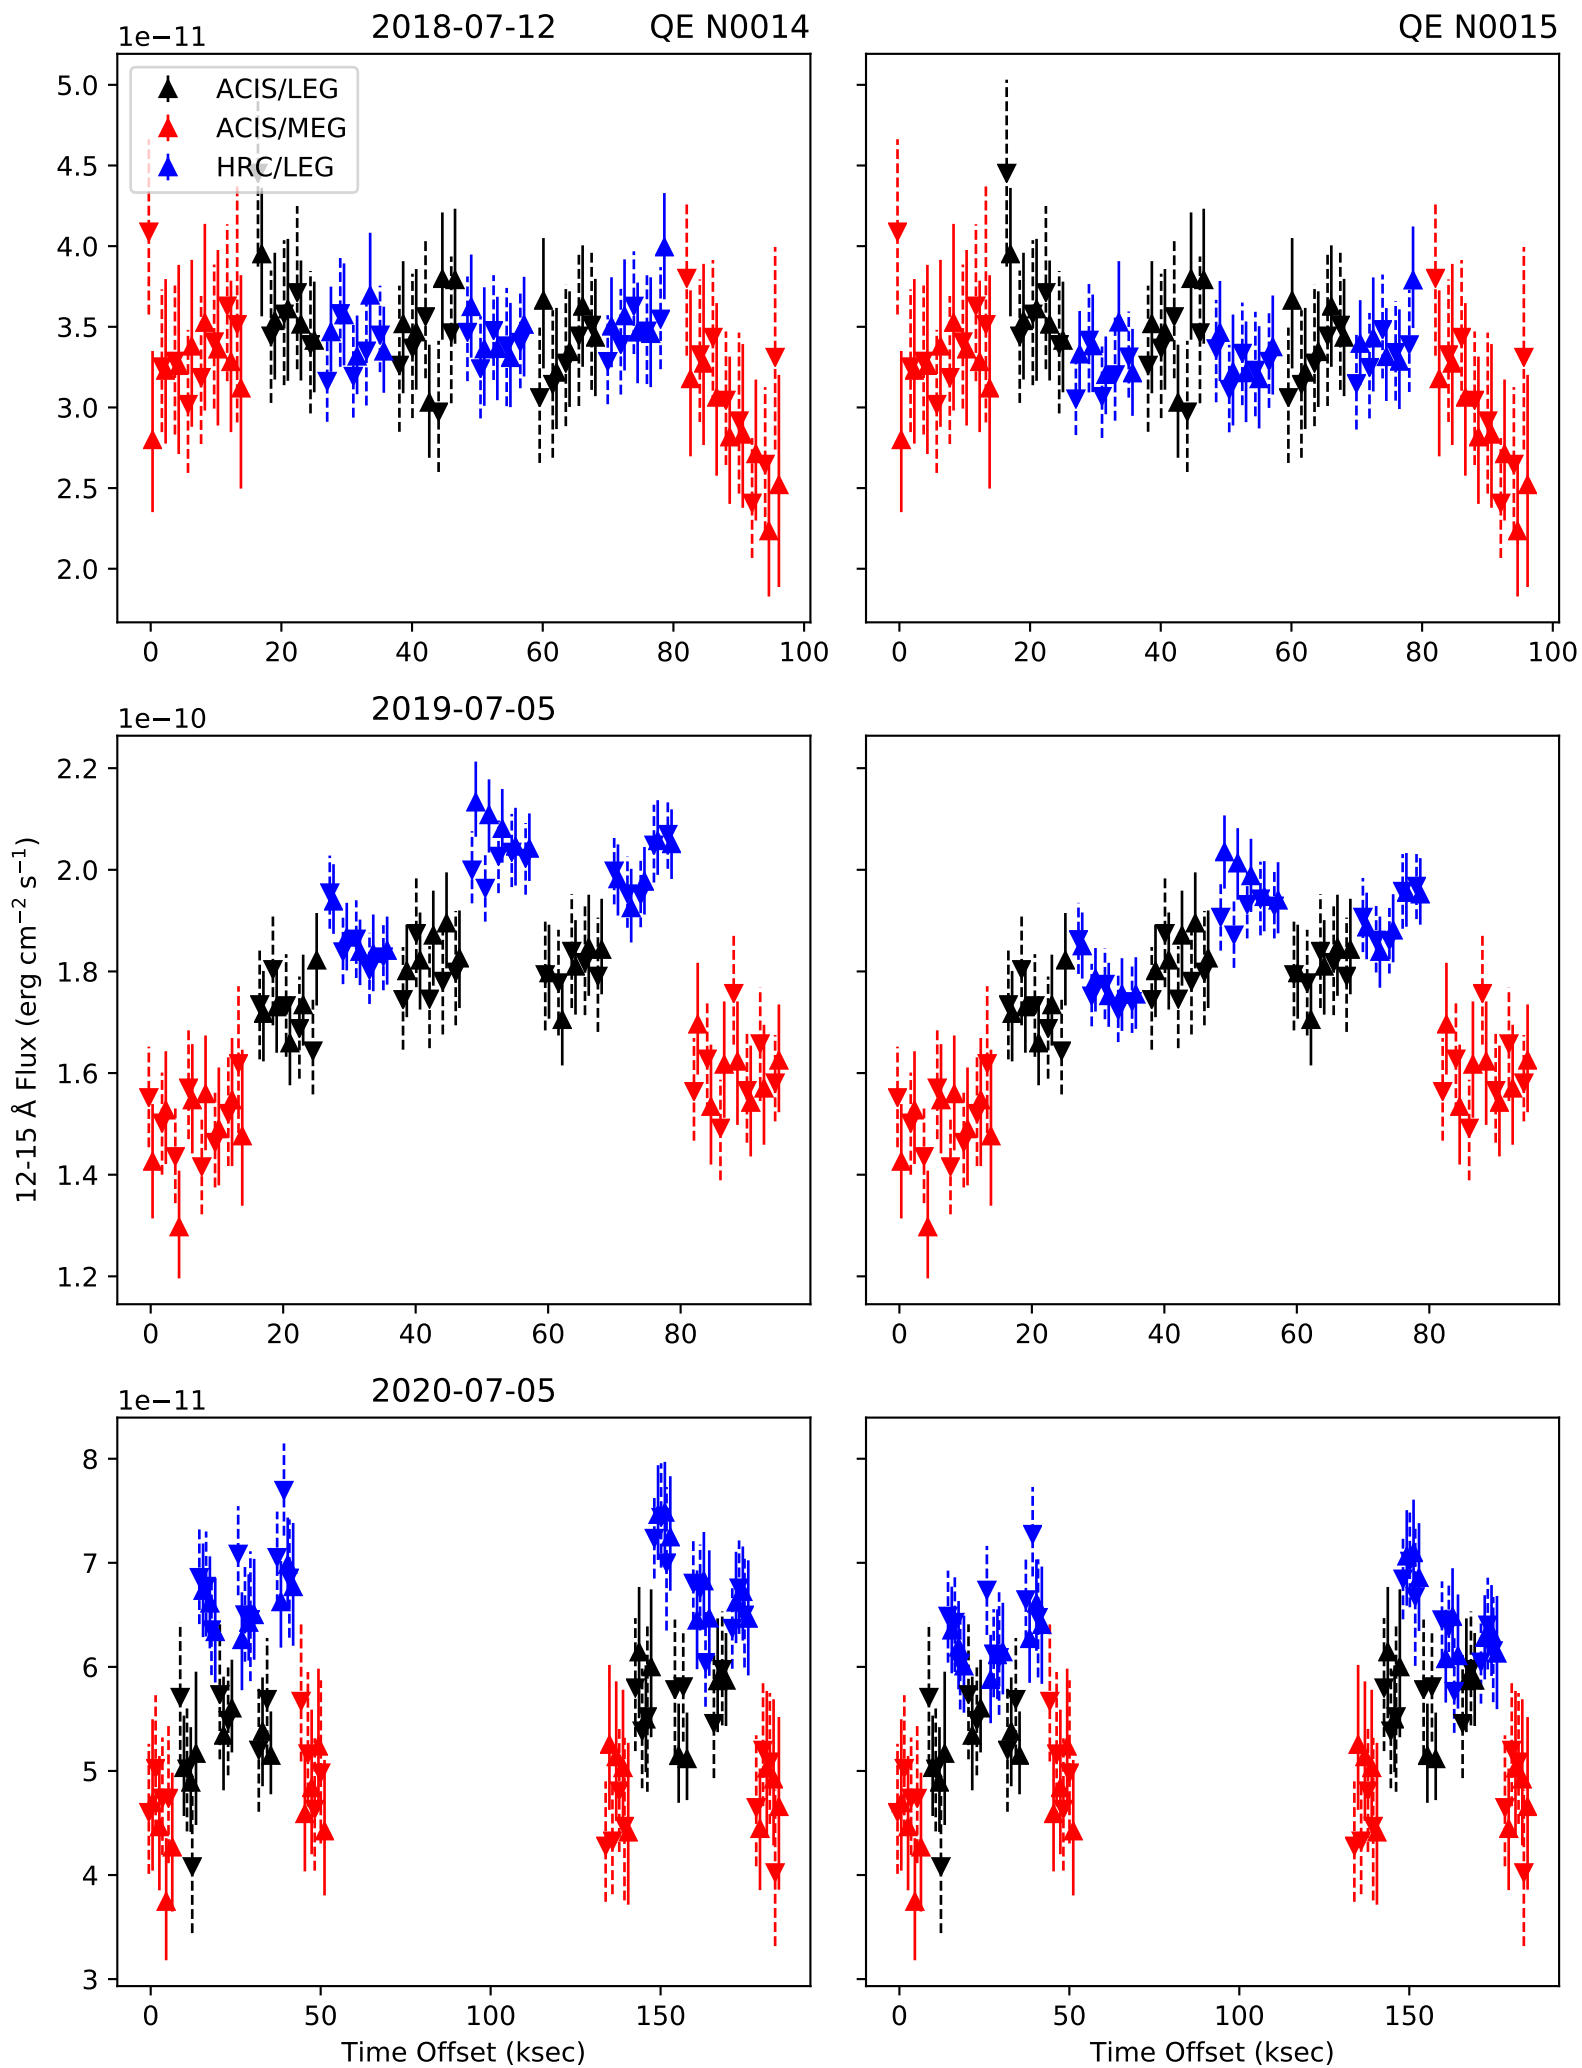 1e−11 2018-07-12 QE N0014 QE N0015
ACIS/LEG
ACIS/MEG
HRC/LEG
5.0
4.5
4.0
3.5
3.0
2.5
2.0
0 20 40 60 80 100 0 20 40 60 80 100
1e−10 2019-07-05
12-15 Å Flux (erg cm⁻² s⁻¹)
2.2
2.0
1.8
1.6
1.4
1.2
0 20 40 60 80 0 20 40 60 80
1e−11 2020-07-05
8
7
6
5
4
3
0 50 100 150 0 50 100 150
Time Offset (ksec) Time Offset (ksec)